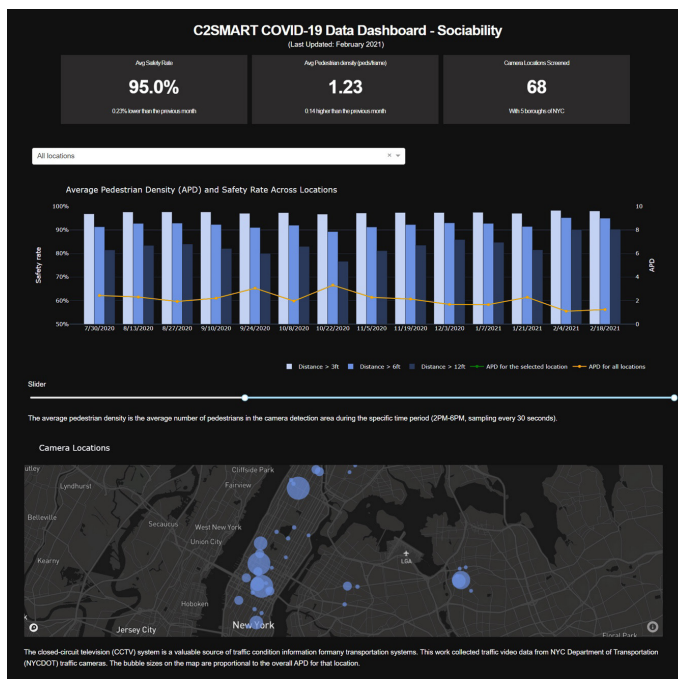 C2SMART COVID-19 Data Dashboard - Sociability
(Last Updated: February 2021)
Avg Safety Rate
95.0%
0.23% lower than the previous month
Avg Pedestrian density (peds/frame)
1.23
0.14 higher than the previous month
Camera Locations Screened
68
With 5 boroughs of NYC
All locations
Average Pedestrian Density (APD) and Safety Rate Across Locations
100%
90%
80%
70%
60%
50%
Safety rate
10
8
6
4
2
0
APD
7/30/2020 8/13/2020 8/27/2020 9/10/2020 9/24/2020 10/8/2020 10/22/2020 11/5/2020 11/19/2020 12/3/2020 1/7/2021 1/21/2021 2/4/2021 2/18/2021
Distance > 3ft Distance > 6ft Distance > 12ft APD for the selected location APD for all locations
Slider
The average pedestrian density is the average number of pedestrians in the camera detection area during the specific time period (2PM-6PM, sampling every 30 seconds).
Camera Locations
utley
Cliffside Park
Lyndhurst
Fairview
Belleville
Secaucus
West New York
Union City
Kearny
LGA
Hoboken
k
Jersey City
New York
Floral Park
The closed-circuit television (CCTV) system is a valuable source of traffic condition information formany transportation systems. This work collected traffic video data from NYC Department of Transportation
(NYCDOT) traffic cameras. The bubble sizes on the map are proportional to the overall APD for that location.